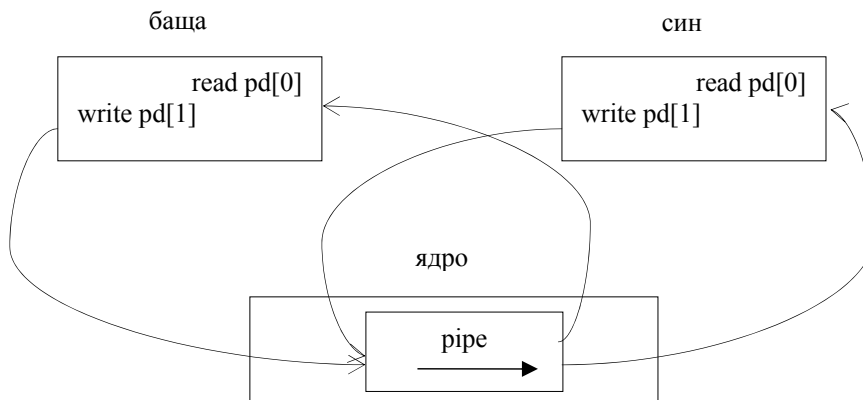 баща
син
read pd[0]
write pd[1]
read pd[0]
write pd[1]
ядро
pipe